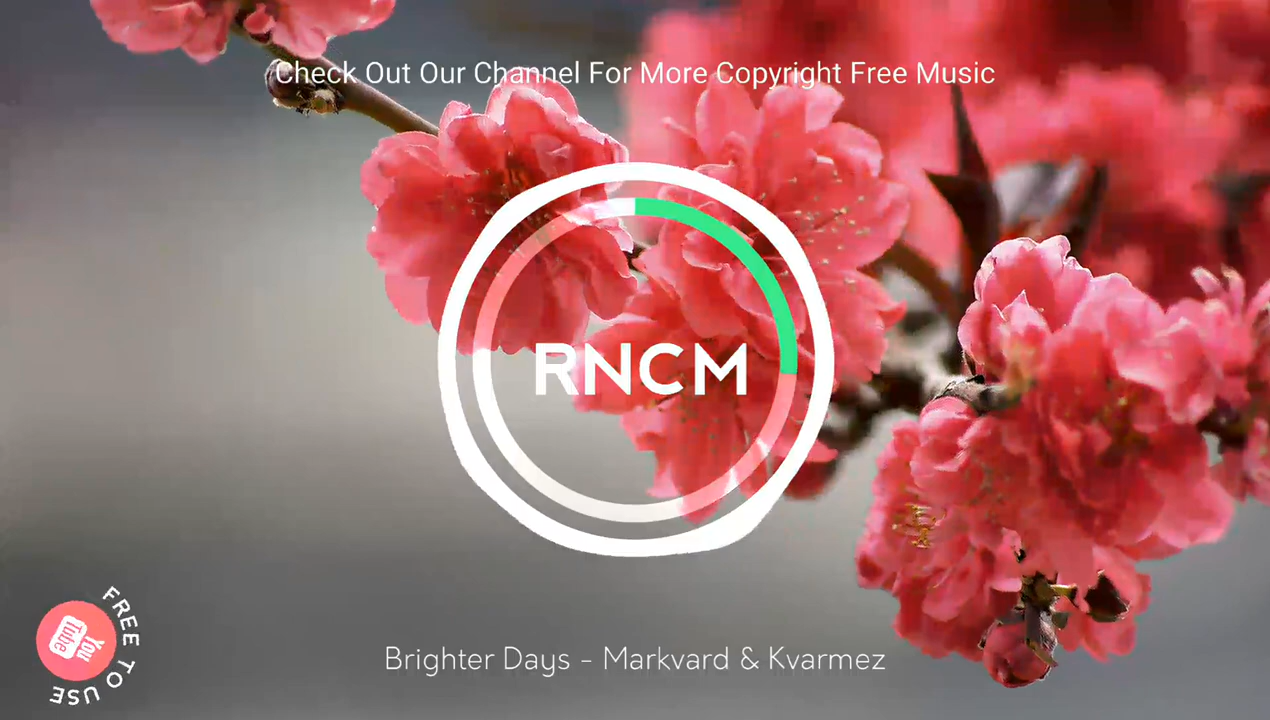 Check Out Our Channel For More Copyright Free Music
RNCM
Brighter Days - Markvard & Kvarmez
FREE TO USE
You
Tube